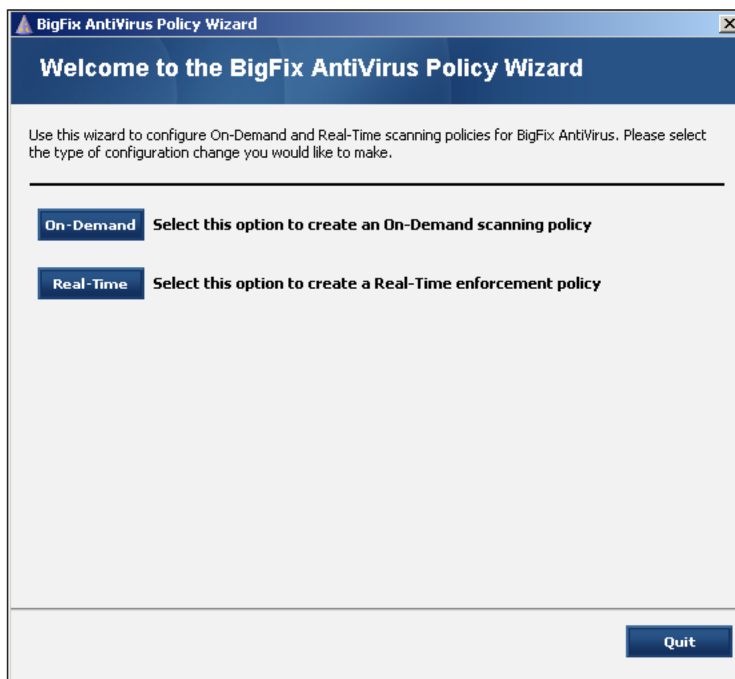 BigFix AntiVirus Policy Wizard
Welcome to the BigFix AntiVirus Policy Wizard
Use this wizard to configure On-Demand and Real-Time scanning policies for BigFix AntiVirus. Please select
the type of configuration change you would like to make.
On-Demand Select this option to create an On-Demand scanning policy
Real-Time Select this option to create a Real-Time enforcement policy
Quit